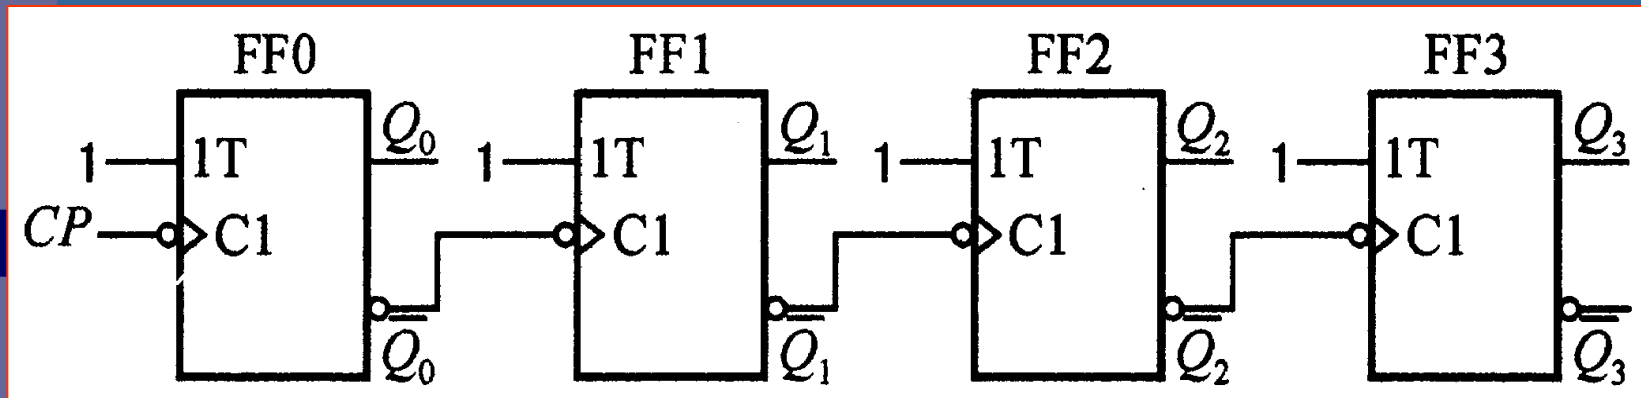 FF0 FF1 FF2 FF3
Q₀ Q₁ Q₂ Q₃
1 1T 1 1T 1 1T 1 1T
CP C1 C1 C1 C1
Q̅₀ Q̅₁ Q̅₂ Q̅₃